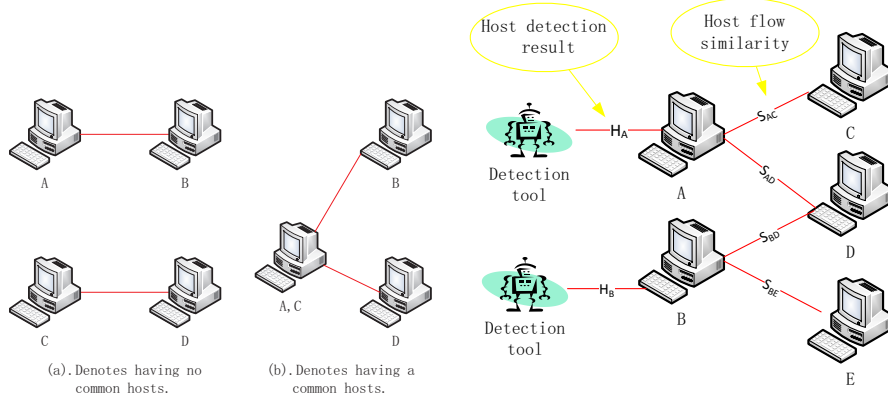 A
B
C
D
(a).Denotes having no
common hosts.
B
A,C
D
(b).Denotes having a
common hosts.
Host detection
result
Host flow
similarity
Detection
tool
H_A
A
S_AC
C
S_AD
D
S_BD
Detection
tool
H_B
B
S_BE
E